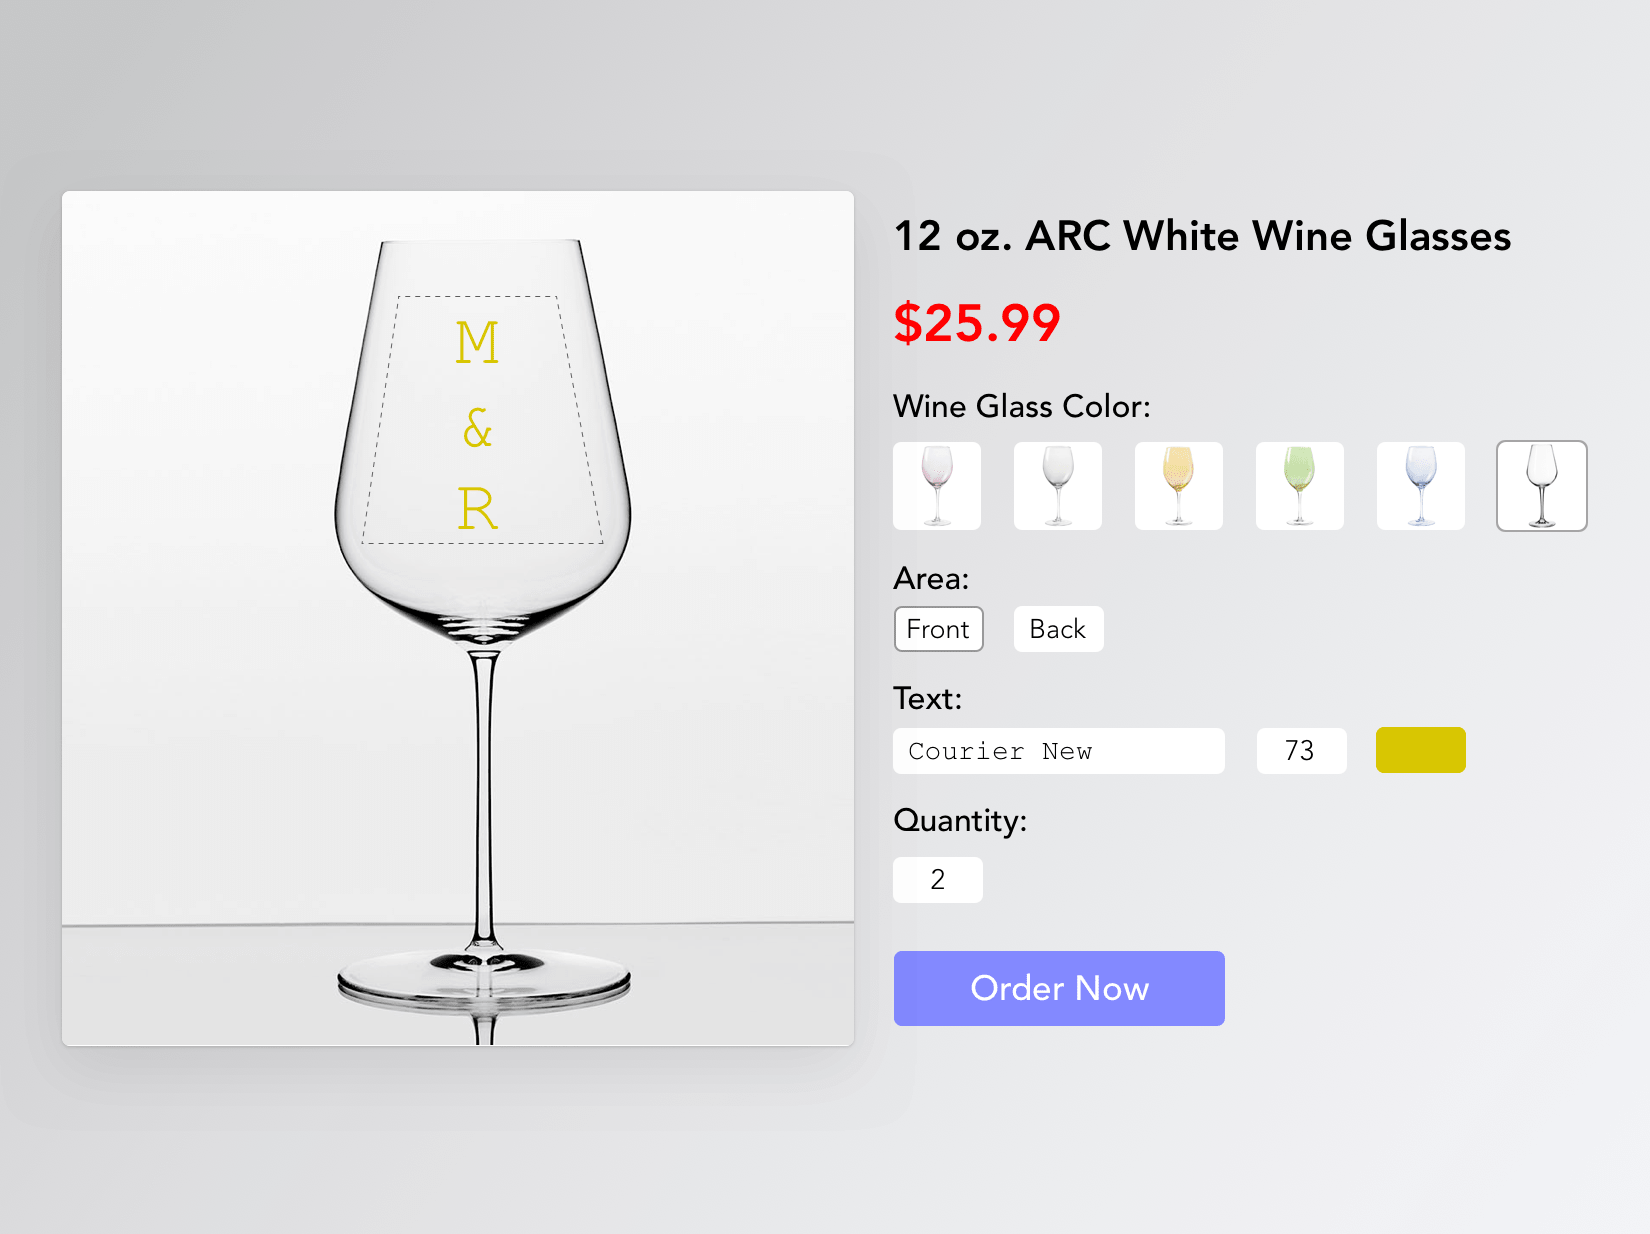 M
&
R
12 oz. ARC White Wine Glasses
$25.99
Wine Glass Color:
Area:
Front
Back
Text:
Courier New
73
Quantity:
2
Order Now